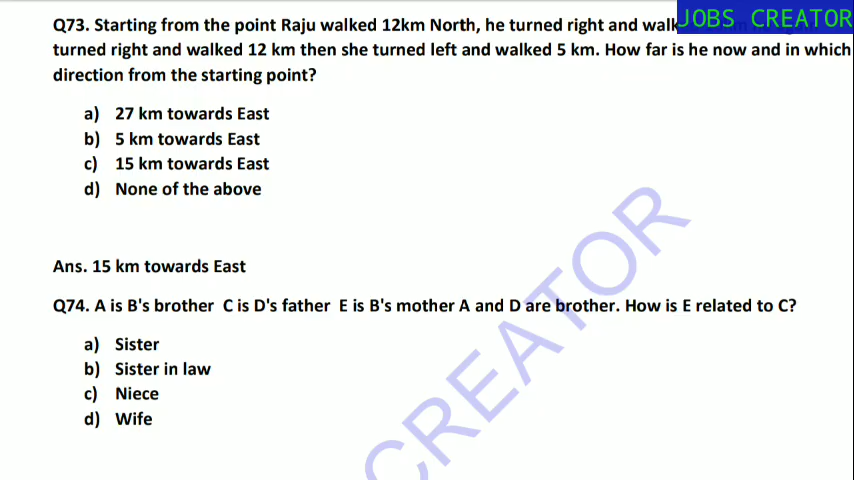 JOBS CREATOR
Q73. Starting from the point Raju walked 12km North, he turned right and
turned right and walked 12 km then she turned left and walked 5 km. How far is he now and in which
direction from the starting point?
a) 27 km towards East
b) 5 km towards East
c) 15 km towards East
d) None of the above
Ans. 15 km towards East
Q74. A is B's brother C is D's father E is B's mother A and D are brother. How is E related to C?
a) Sister
b) Sister in law
c) Niece
d) Wife
CREATOR